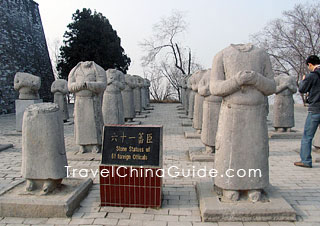 六十一蕃臣
Stone Statues of
61 foreign Officials
TravelChinaGuide.com